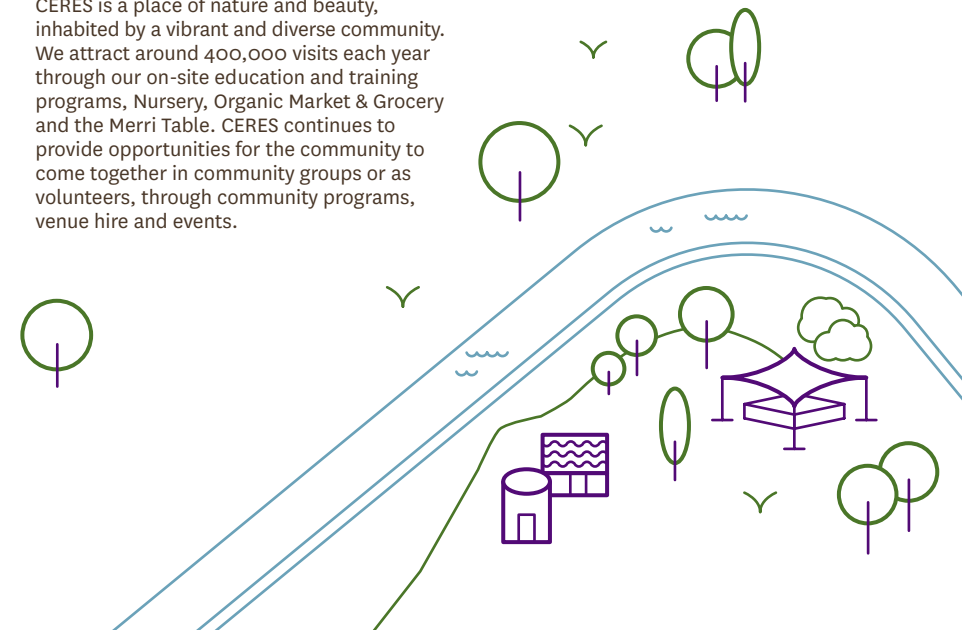 CERES is a place of nature and beauty,
inhabited by a vibrant and diverse community.
We attract around 400,000 visits each year
through our on-site education and training
programs, Nursery, Organic Market & Grocery
and the Merri Table. CERES continues to
provide opportunities for the community to
come together in community groups or as
volunteers, through community programs,
venue hire and events.